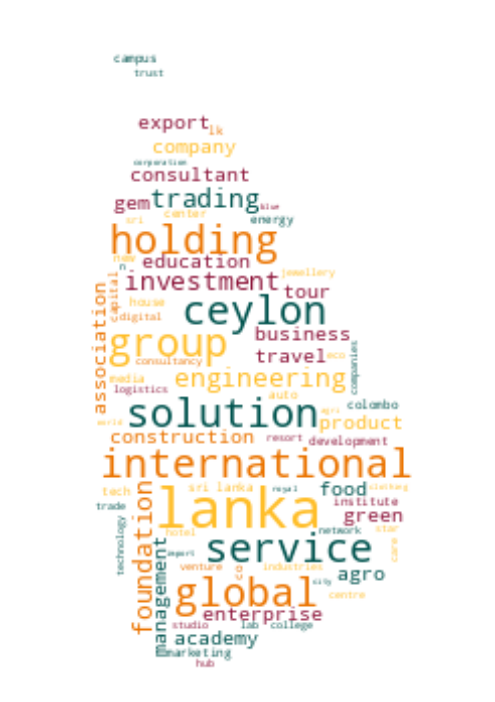 campus
trust
export
lk
company
corporation
consultant
gem
trading
blue
sri
center
energy
holding
new
n
education
capital
investment
jewellery
tour
association
house
digital
ceylon
group
business
consultancy
travel
eco
companies
media
logistics
engineering
auto
solution
agri
colombo
world
product
construction
resort
development
international
tech
trade
sri lanka
royal
food
clothing
institute
green
lanka
foundation
technology
management
hotel
import
network
star
care
service
venture
co
industries
city
agro
global
centre
enterprise
studio
lab
college
academy
marketing
hub